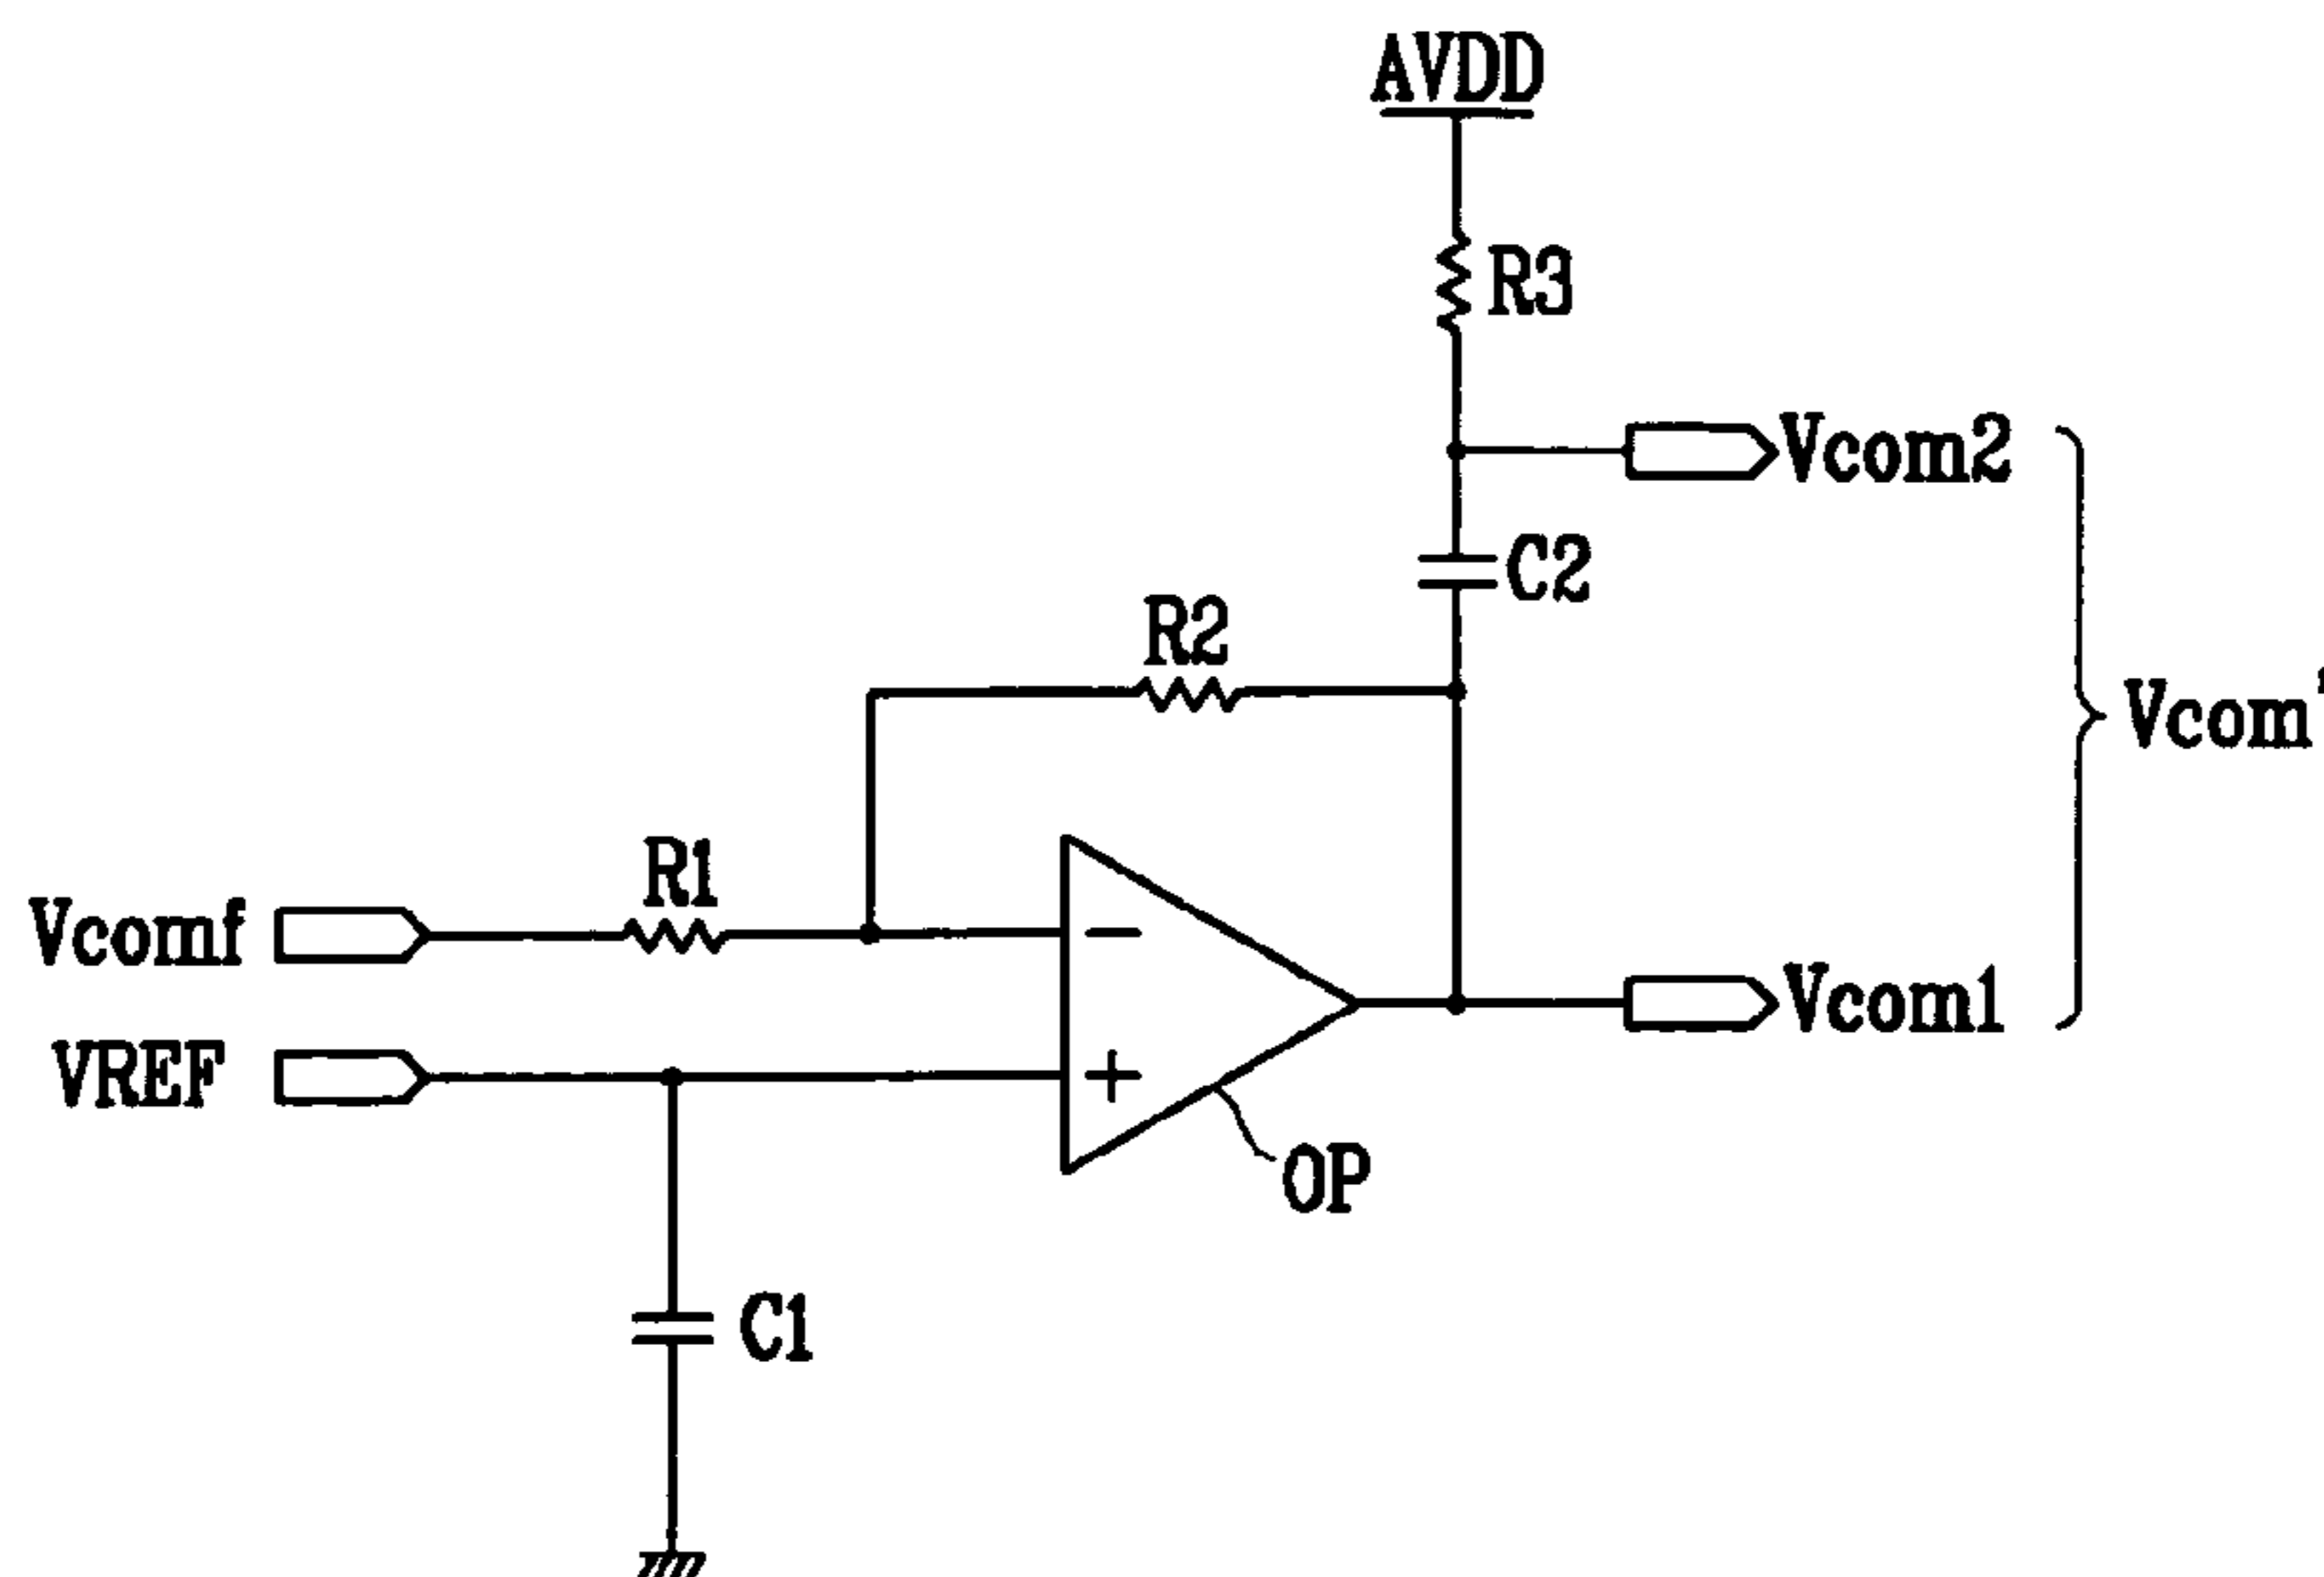 AVDD
R3
Vcom2
C2
R2
Vcom'
R1
Vcomf
−
Vcom1
VREF
+
OP
C1